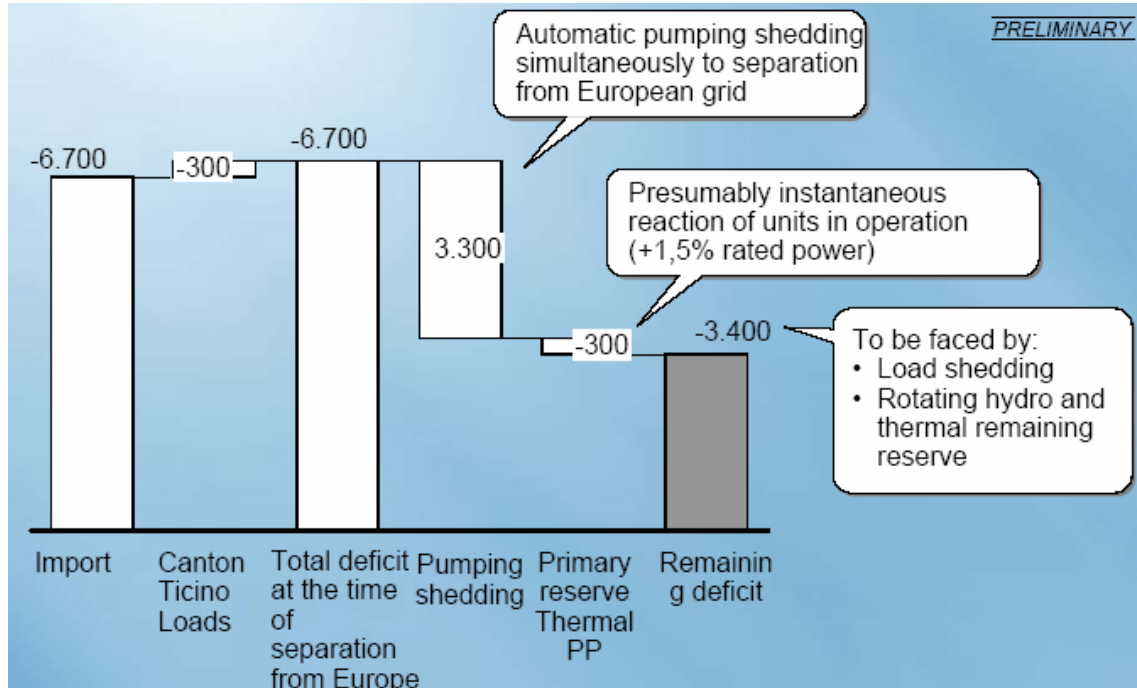 PRELIMINARY
Automatic pumping shedding
simultaneously to separation
from European grid
-6.700
-300
-6.700
3.300
Presumably instantaneous
reaction of units in operation
(+1,5% rated power)
-300
-3.400
To be faced by:
• Load shedding
• Rotating hydro and
thermal remaining
reserve
Import
Canton
Ticino
Loads
Total deficit
at the time
of
separation
from Europe
Pumping
shedding
Primary
reserve
Thermal
PP
Remainin
g deficit